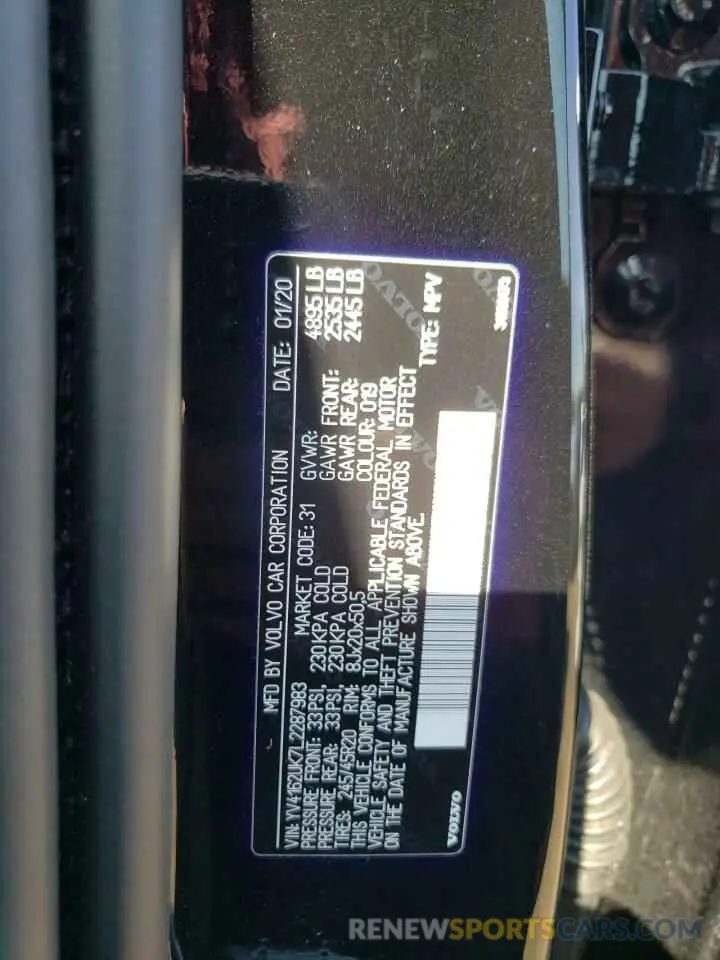 MFD BY VOLVO CAR CORPORATION DATE: 01/20
VIN: YV4162UK7L2287983 MARKET CODE: 31 GVWR: 4895 LB
PRESSURE FRONT: 33PSI, 230KPA COLD GAWR FRONT: 2535 LB
PRESSURE REAR: 33PSI, 230KPA COLD GAWR REAR: 2445 LB
TIRES: 245/45R20 RIM: 8Jx20x50,5 COLOUR: 019
THIS VEHICLE CONFORMS TO ALL APPLICABLE FEDERAL MOTOR
VEHICLE SAFETY AND THEFT PREVENTION STANDARDS IN EFFECT
ON THE DATE OF MANUFACTURE SHOWN ABOVE. TYPE: MPV
VOLVO
RENEWSPORTSCARS.COM